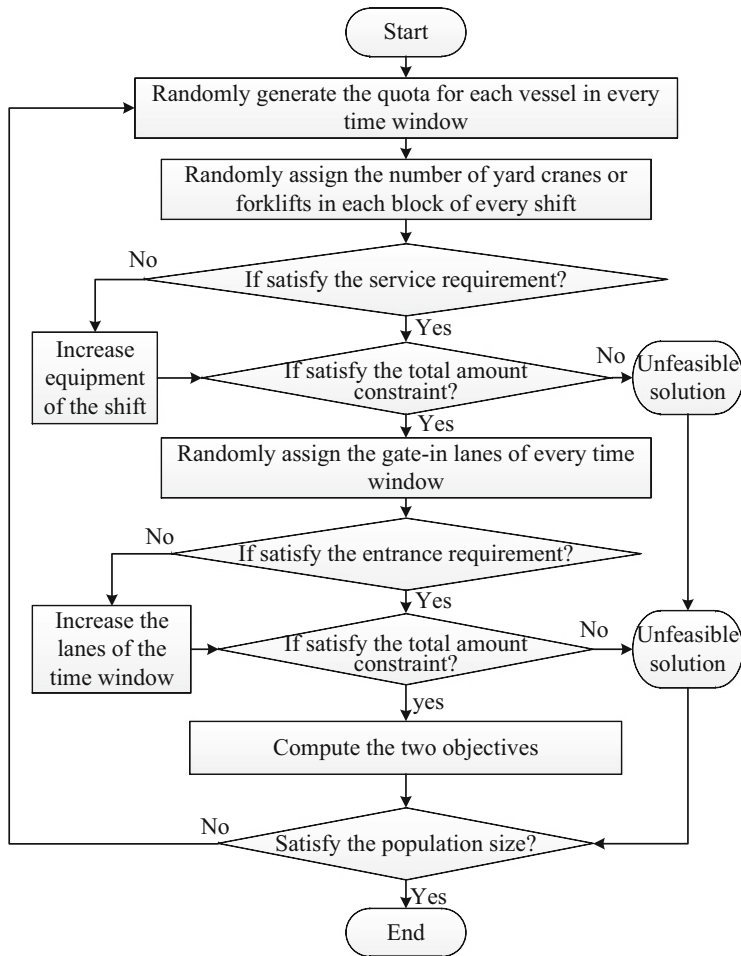 Start
Randomly generate the quota for each vessel in every
time window
Randomly assign the number of yard cranes or
forklifts in each block of every shift
No
If satisfy the service requirement?
Yes
Increase
equipment
of the shift
If satisfy the total amount
constraint?
No
Unfeasible
solution
Yes
Randomly assign the gate-in lanes of every time
window
No
If satisfy the entrance requirement?
Yes
Increase the
lanes of the
time window
If satisfy the total amount
constraint?
No
Unfeasible
solution
yes
Compute the two objectives
No
Satisfy the population size?
Yes
End